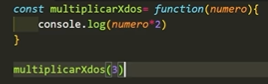 const multiplicarXdos= function(numero){
    console.log(numero*2)
}
multiplicarXdos(3)